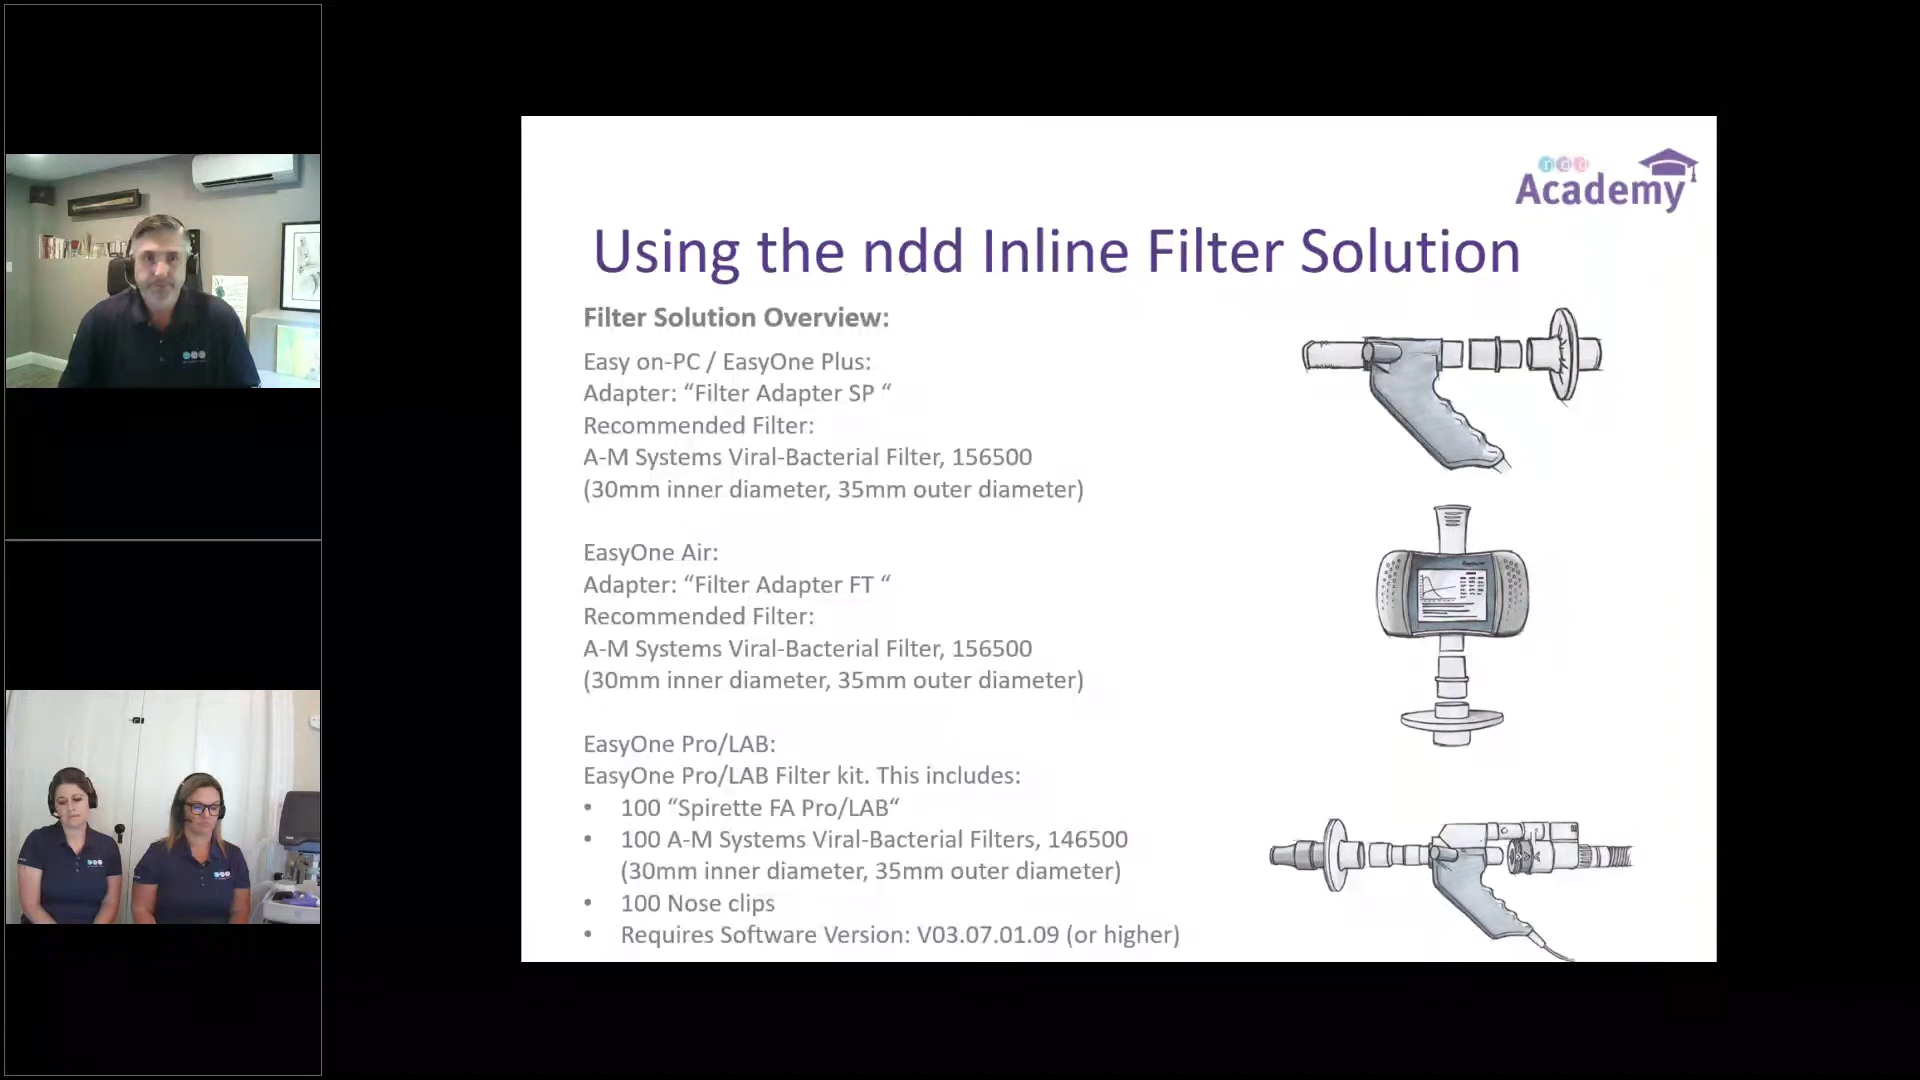 ndd
Academy
Using the ndd Inline Filter Solution
Filter Solution Overview:
Easy on-PC / EasyOne Plus:
Adapter: “Filter Adapter SP “
Recommended Filter:
A-M Systems Viral-Bacterial Filter, 156500
(30mm inner diameter, 35mm outer diameter)
EasyOne Air:
Adapter: “Filter Adapter FT “
Recommended Filter:
A-M Systems Viral-Bacterial Filter, 156500
(30mm inner diameter, 35mm outer diameter)
EasyOne Pro/LAB:
EasyOne Pro/LAB Filter kit. This includes:
• 100 “Spirette FA Pro/LAB“
• 100 A-M Systems Viral-Bacterial Filters, 146500
(30mm inner diameter, 35mm outer diameter)
• 100 Nose clips
• Requires Software Version: V03.07.01.09 (or higher)